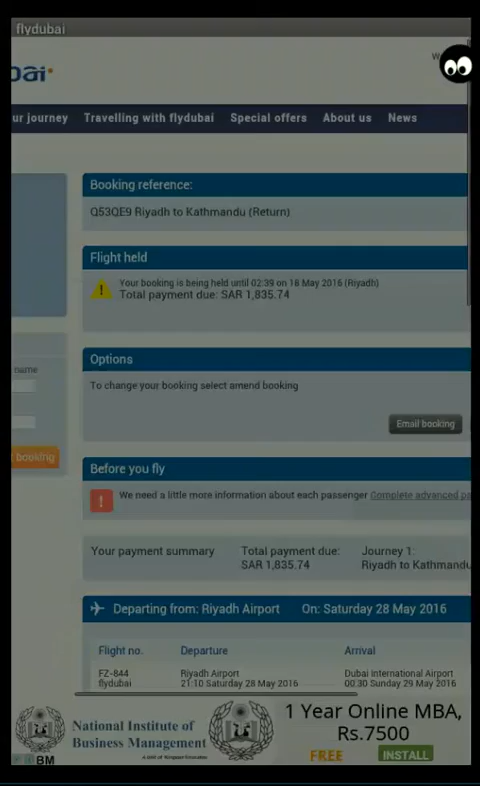 flydubai
bai
ur journey Travelling with flydubai Special offers About us News
Booking reference:
Q53QE9 Riyadh to Kathmandu (Return)
Flight held
Your booking is being held until 02:39 on 18 May 2016 (Riyadh)
Total payment due: SAR 1,835.74
Options
name
To change your booking select amend booking
Email booking
booking
Before you fly
We need a little more information about each passenger Complete advanced pa
Your payment summary Total payment due: Journey 1:
SAR 1,835.74 Riyadh to Kathmandu
Departing from: Riyadh Airport On: Saturday 28 May 2016
Flight no. Departure Arrival
FZ-844 Riyadh Airport Dubai International Airport
flydubai 21:10 Saturday 28 May 2016 00:30 Sunday 29 May 2016
National Institute of
Business Management
1 Year Online MBA,
Rs.7500
FREE INSTALL
BM